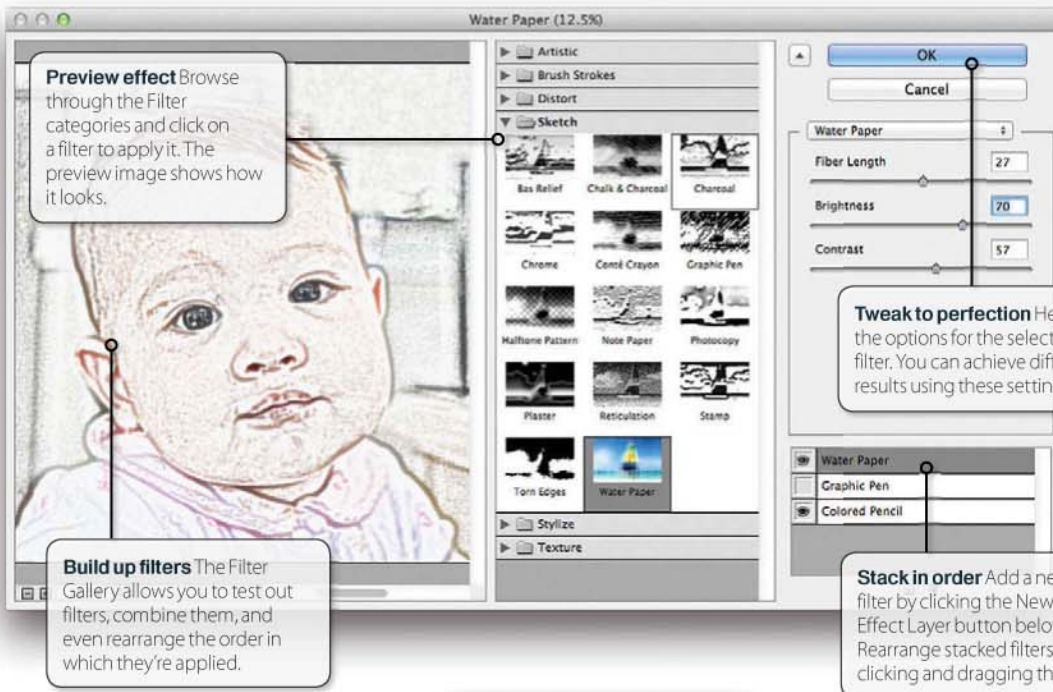 Water Paper (12.5%)
Preview effect Browse
through the Filter
categories and click on
a filter to apply it. The
preview image shows how
it looks.
Build up filters The Filter
Gallery allows you to test out
filters, combine them, and
even rearrange the order in
which they're applied.
Artistic
Brush Strokes
Distort
Sketch
Bas Relief Chalk & Charcoal Charcoal
Chrome Conté Crayon Graphic Pen
Halftone Pattern Note Paper Photocopy
Plaster Reticulation Stamp
Torn Edges Water Paper
Stylize
Texture
OK
Cancel
Water Paper
Fiber Length 27
Brightness 70
Contrast 57
Tweak to perfection
the options for the
filter. You can achieve
results using these
Water Paper
Graphic Pen
Colored Pencil
Stack in order Add a
filter by clicking the New
Effect Layer button
Rearrange stacked filters
clicking and dragging